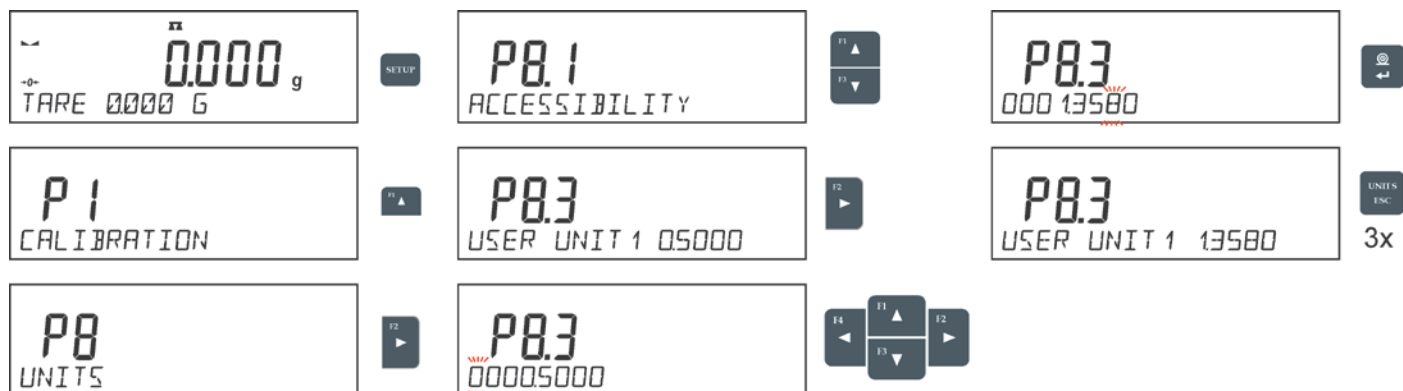 0.000 g
TARE 0.000 G
SETUP
P1
CALIBRATION
F1
P8
UNITS
F2
P8.1
ACCESSIBILITY
F1
F3
P8.3
USER UNIT 1 0.5000
F2
P8.3
0000.5000
F4 F1 F2
F3
P8.3
0001.3580
P8.3
USER UNIT 1 1.3580
UNITS
ESC
3x